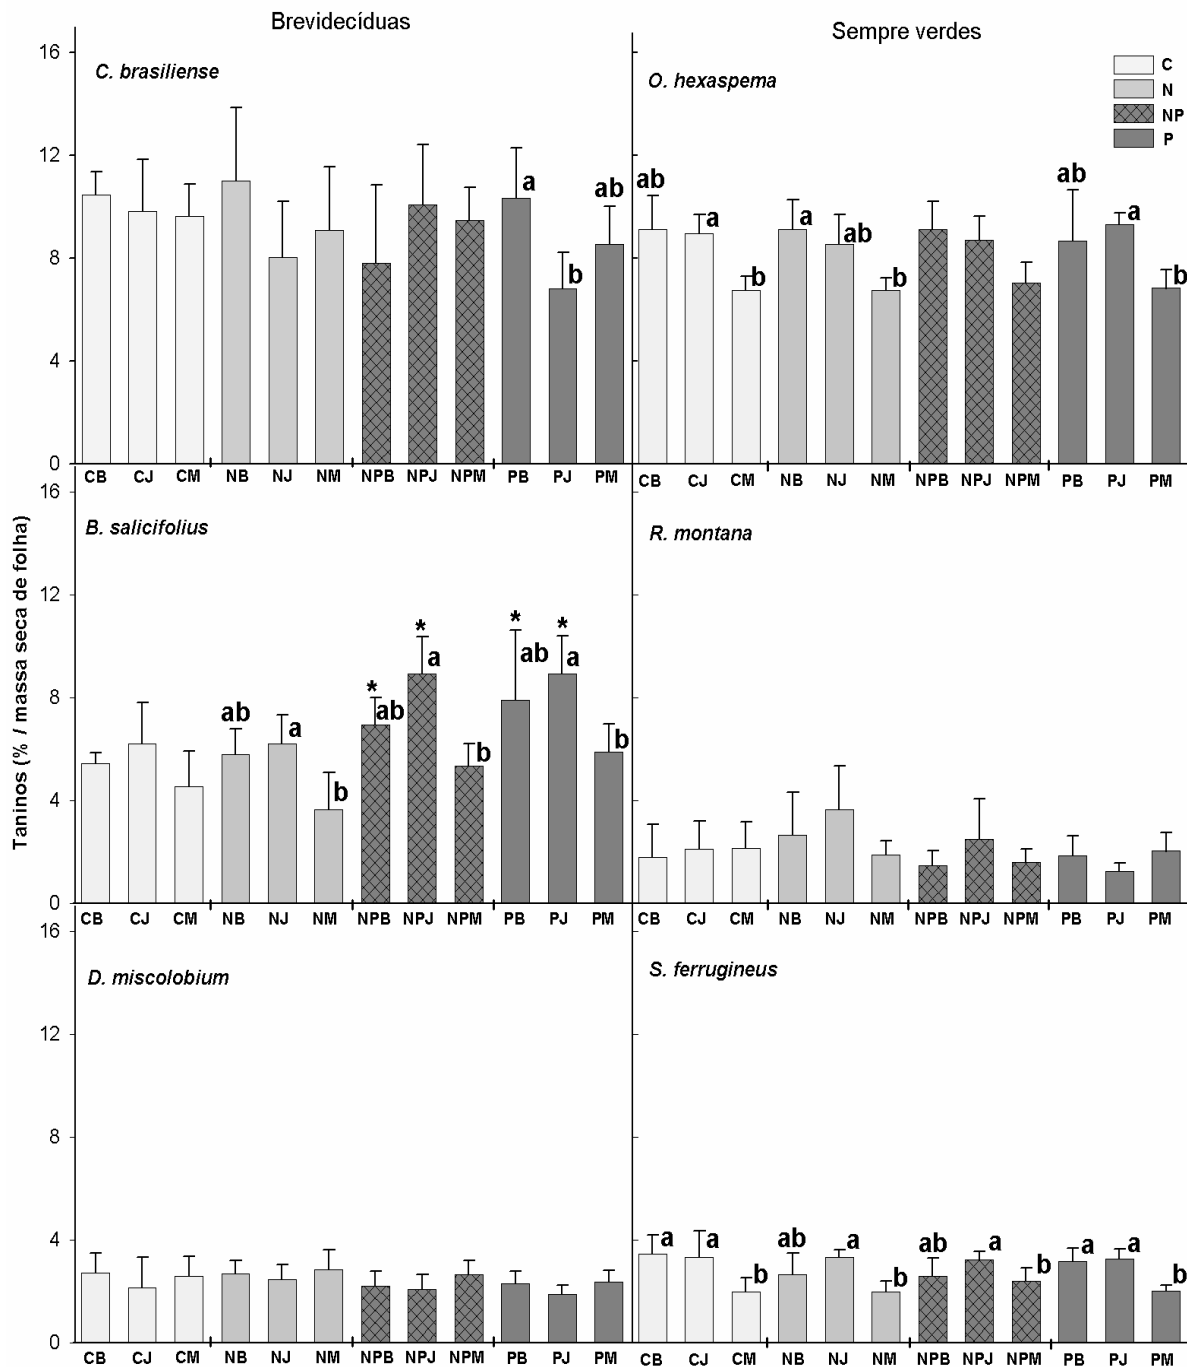 Brevidecíduas
Sempre verdes
Taninos (% / massa seca de folha)
C. brasiliense
16
12
8
4
0
a
b
ab
CB CJ CM NB NJ NM NPB NPJ NPM PB PJ PM
O. hexaspema
C
N
NP
P
ab
a
b
a
ab
b
ab
a
b
CB CJ CM NB NJ NM NPB NPJ NPM PB PJ PM
B. salicifolius
16
12
8
4
0
ab
a
b
*
ab
*
a
b
*
ab
*
a
b
CB CJ CM NB NJ NM NPB NPJ NPM PB PJ PM
R. montana
CB CJ CM NB NJ NM NPB NPJ NPM PB PJ PM
D. miscolobium
16
12
8
4
0
CB CJ CM NB NJ NM NPB NPJ NPM PB PJ PM
S. ferrugineus
a
a
b
ab
a
b
ab
a
b
a
a
b
CB CJ CM NB NJ NM NPB NPJ NPM PB PJ PM